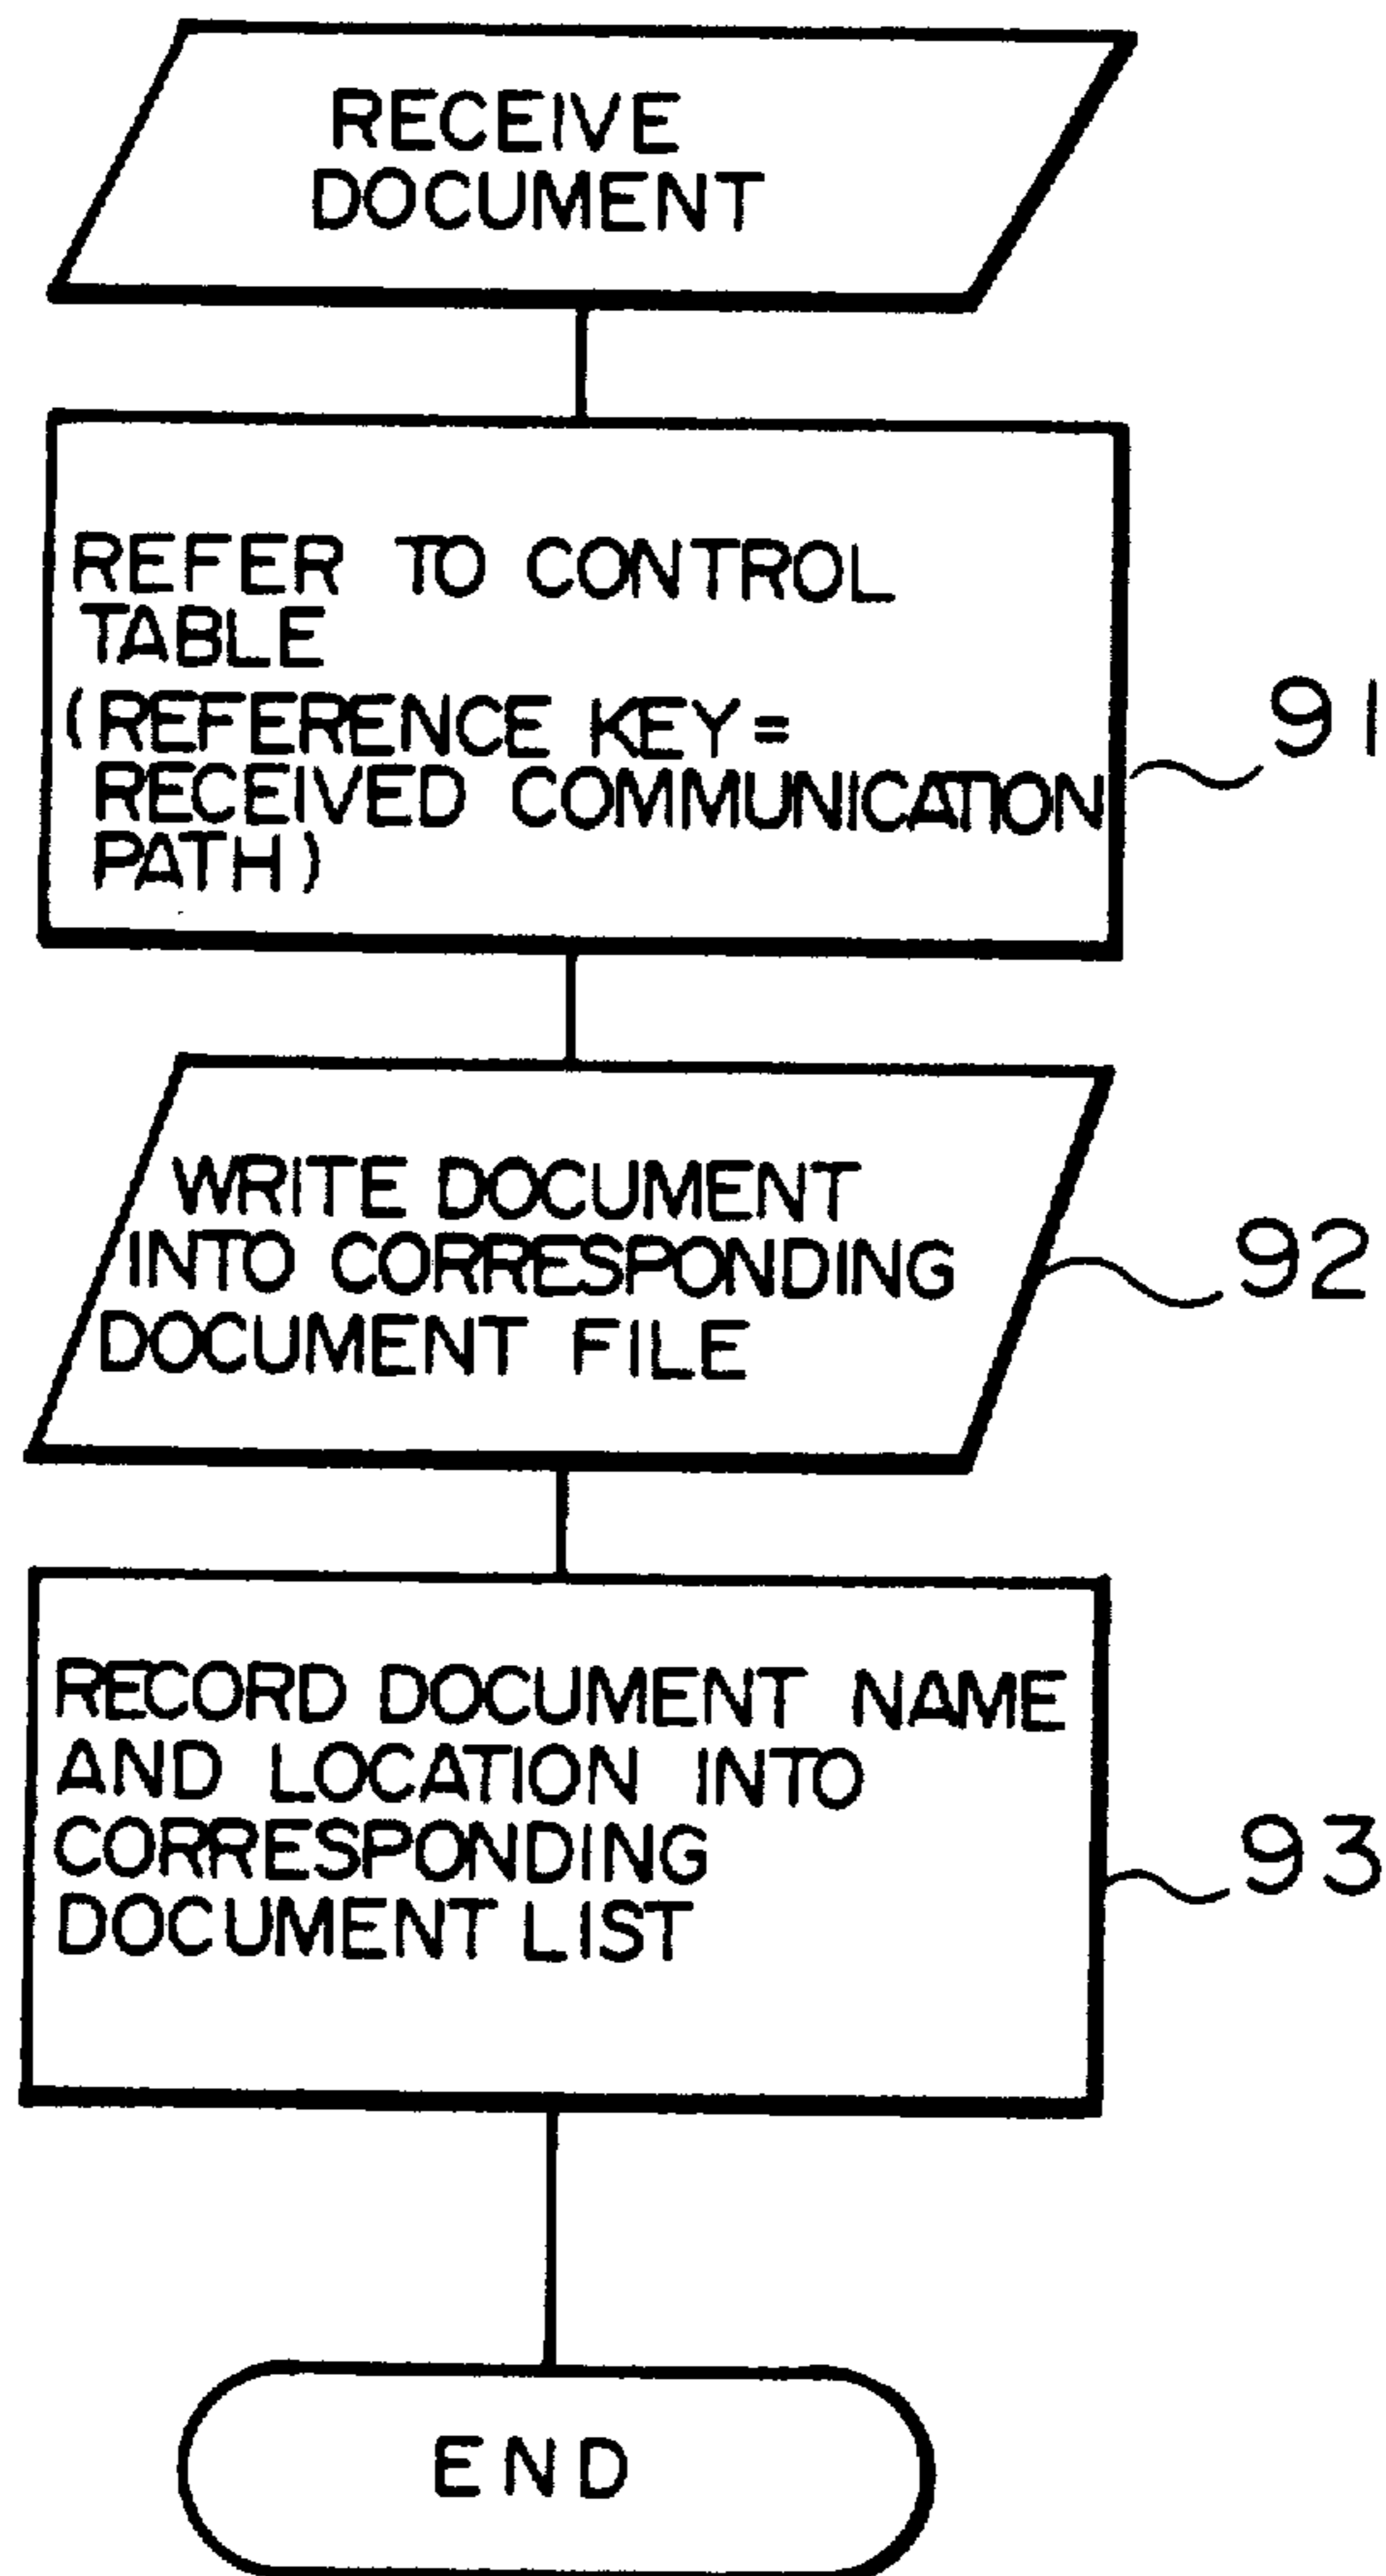 RECEIVE
DOCUMENT
REFER TO CONTROL
TABLE
(REFERENCE KEY=
RECEIVED COMMUNICATION
PATH)
91
WRITE DOCUMENT
INTO CORRESPONDING
DOCUMENT FILE
92
RECORD DOCUMENT NAME
AND LOCATION INTO
CORRESPONDING
DOCUMENT LIST
93
END